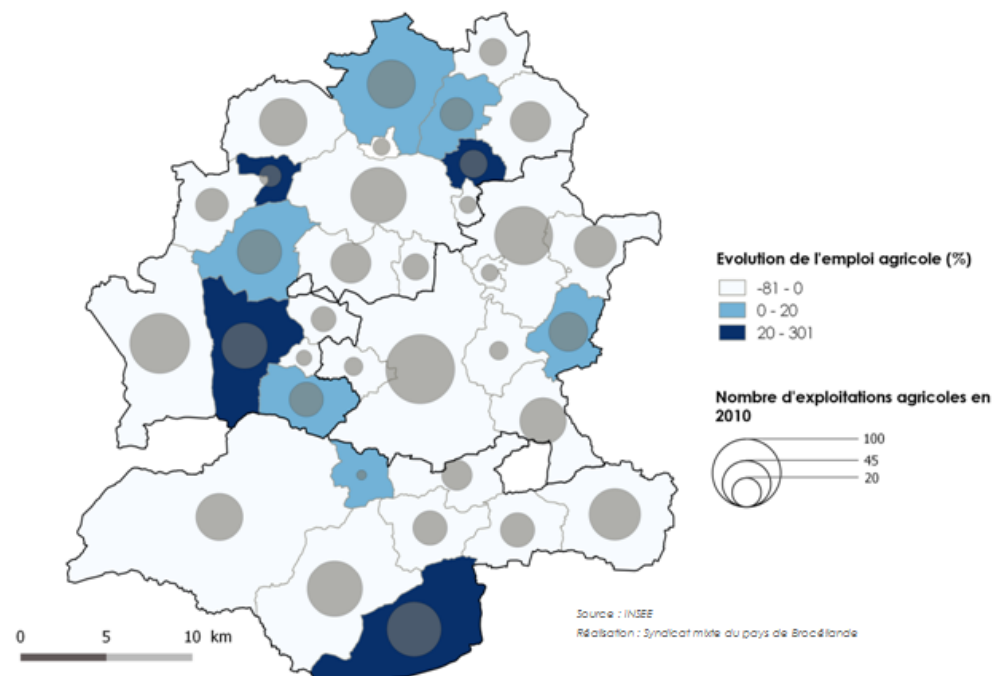 Evolution de l'emploi agricole (%)
-81 - 0
0 - 20
20 - 301
Nombre d'exploitations agricoles en
2010
100
45
20
Source : INSEE
Réalisation : Syndicat mixte du pays de Brocéliande
0 5 10 km